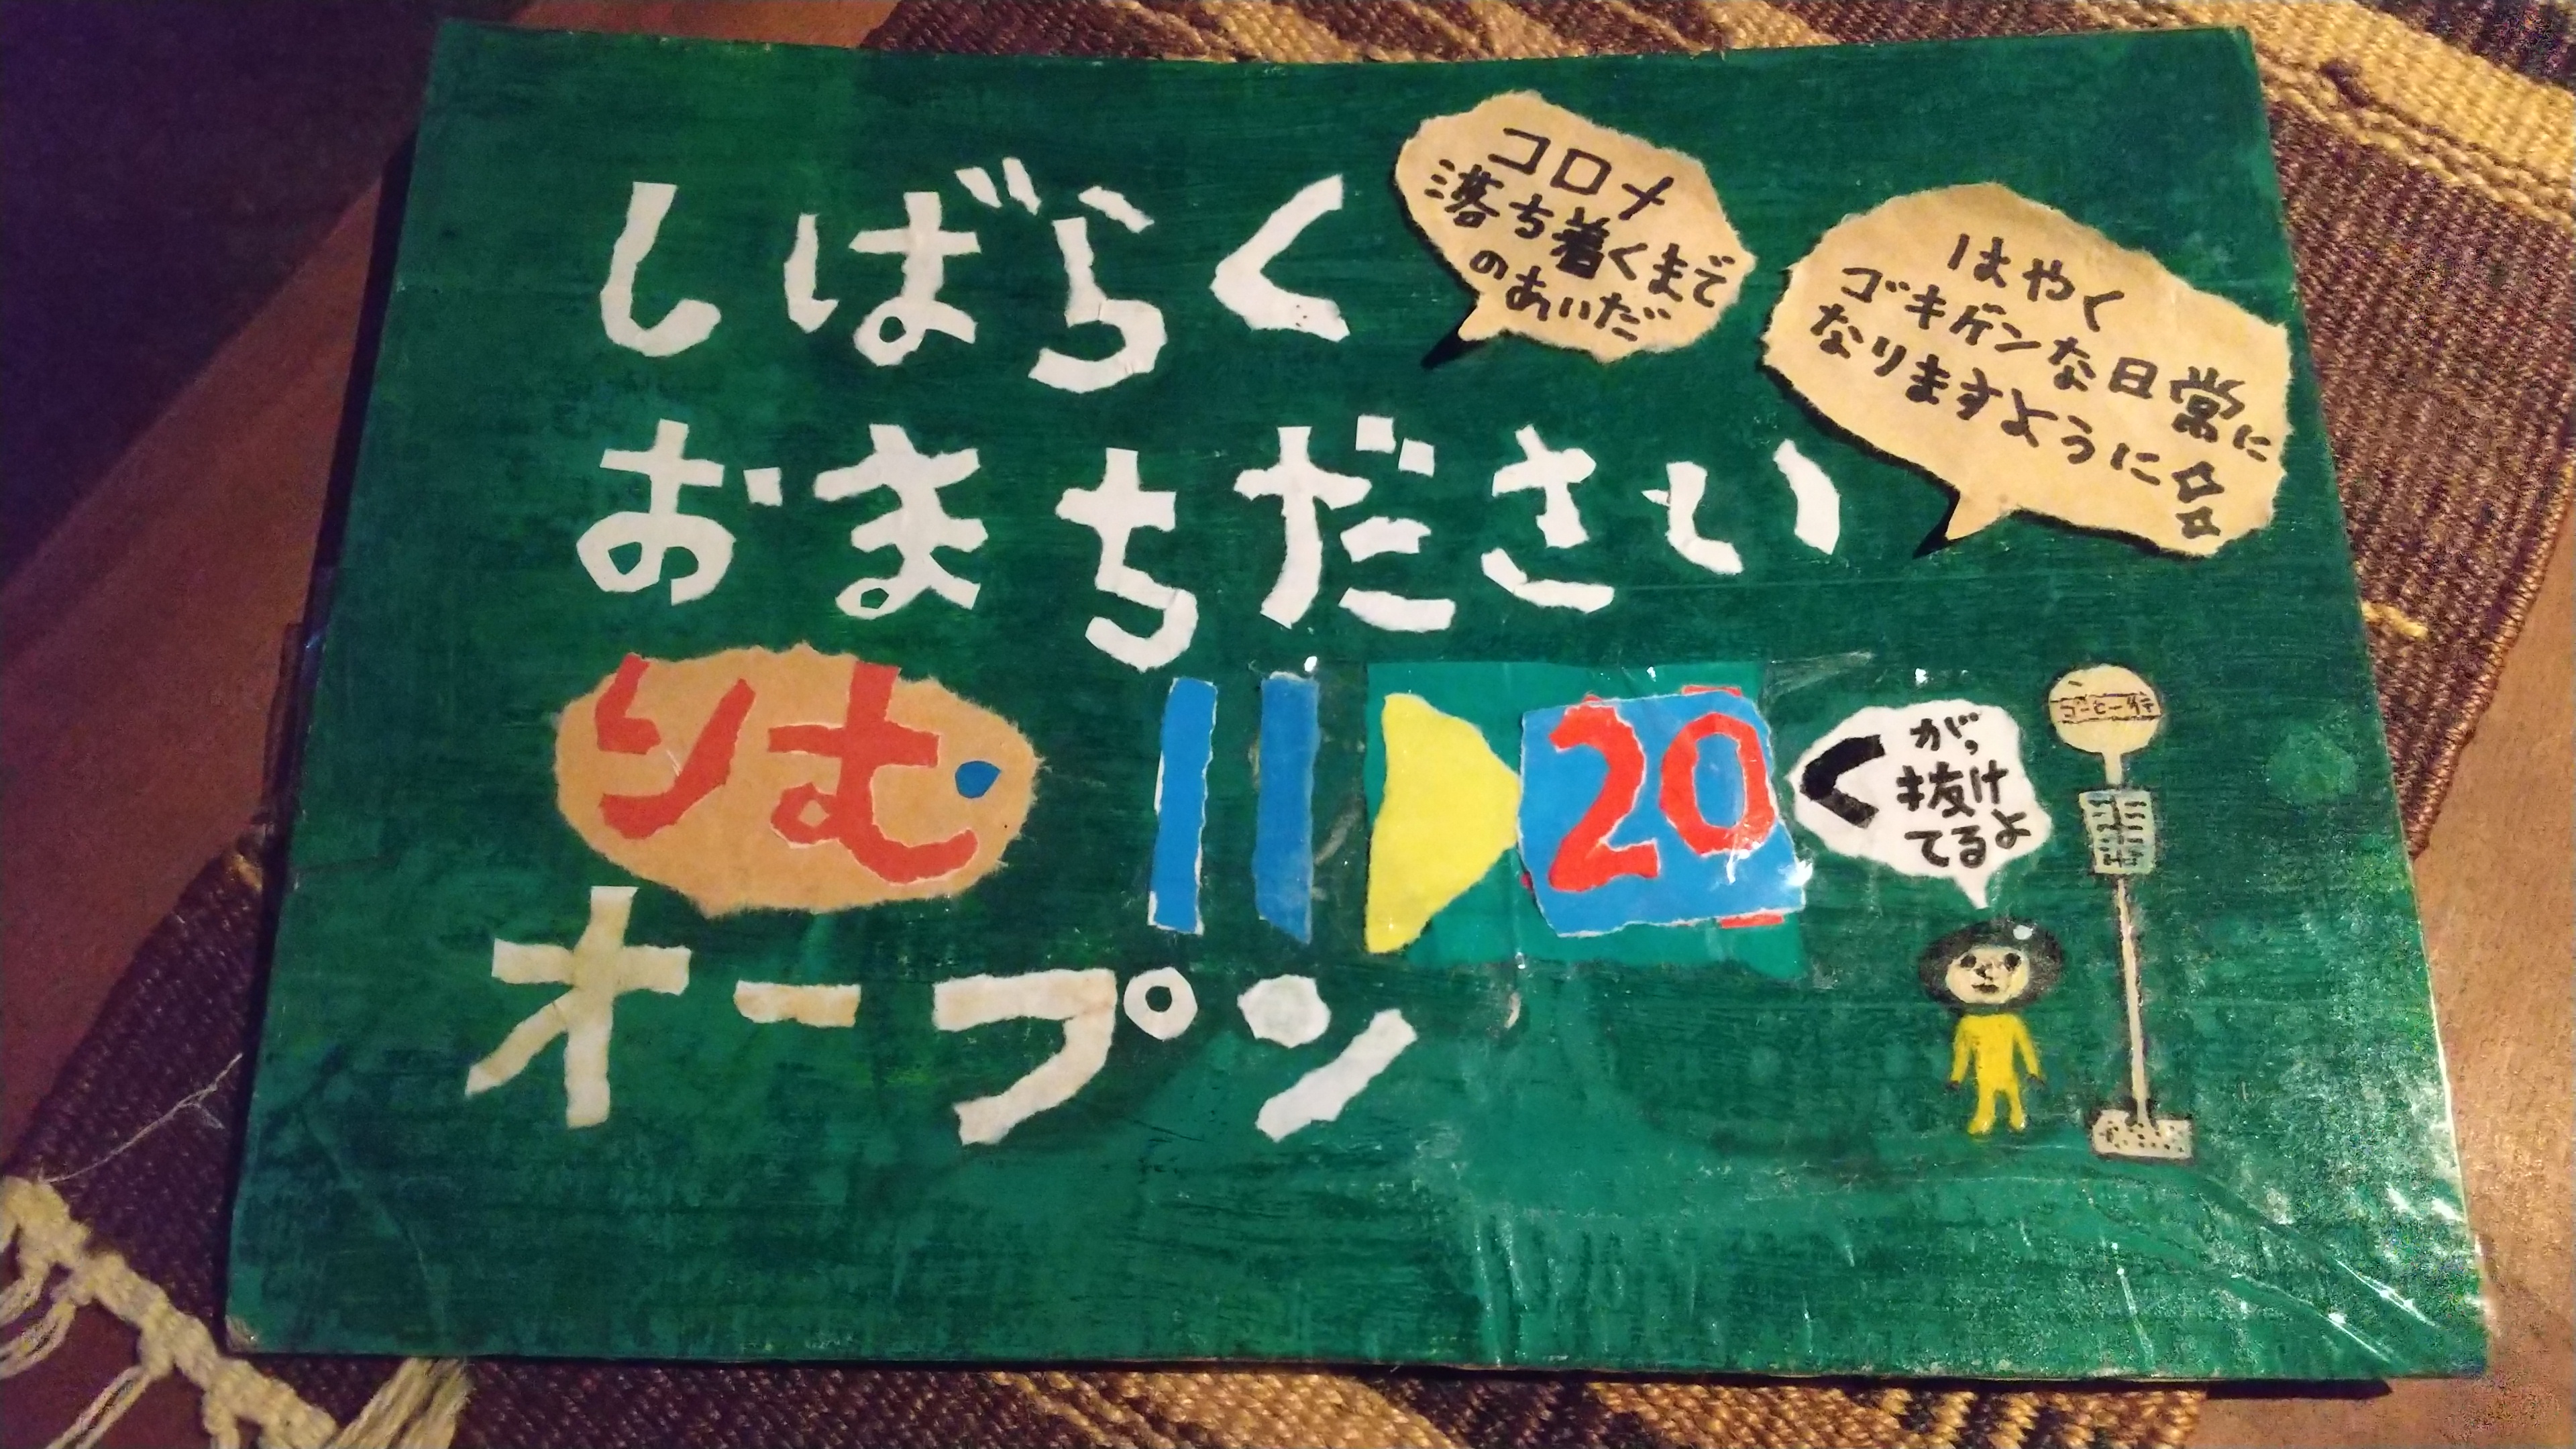 しばらく
おまちださい
りむ
11
20
オープン
コロナ
落ち着くまで
のあいだ
はやく
ゴキゲンな日常に
なりますように☆☆
くが
抜け
てるよ